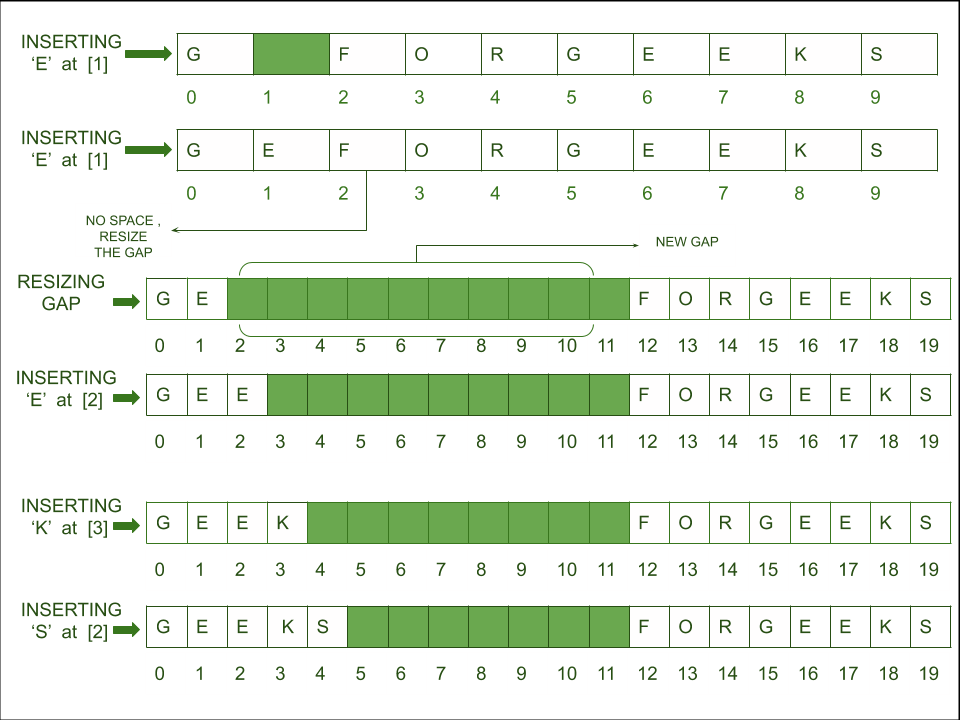 INSERTING
‘E’ at [1]
G F O R G E E K S
0 1 2 3 4 5 6 7 8 9
INSERTING
‘E’ at [1]
G E F O R G E E K S
0 1 2 3 4 5 6 7 8 9
NO SPACE ,
RESIZE
THE GAP
NEW GAP
RESIZING
GAP
G E F O R G E E K S
0 1 2 3 4 5 6 7 8 9 10 11 12 13 14 15 16 17 18 19
INSERTING
‘E’ at [2]
G E E F O R G E E K S
0 1 2 3 4 5 6 7 8 9 10 11 12 13 14 15 16 17 18 19
INSERTING
‘K’ at [3]
G E E K F O R G E E K S
0 1 2 3 4 5 6 7 8 9 10 11 12 13 14 15 16 17 18 19
INSERTING
‘S’ at [2]
G E E K S F O R G E E K S
0 1 2 3 4 5 6 7 8 9 10 11 12 13 14 15 16 17 18 19